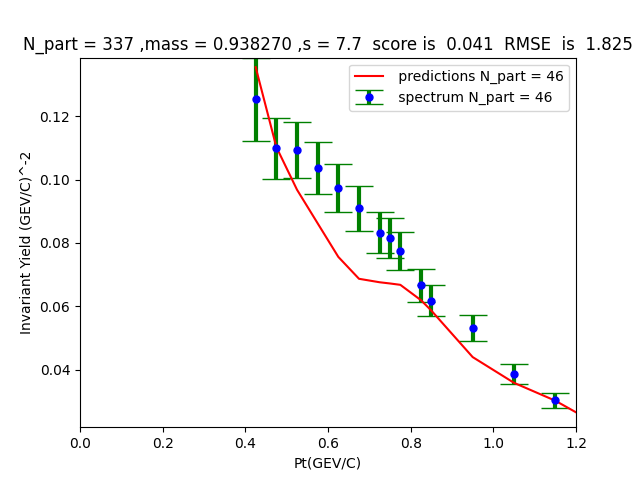 N_part = 337 ,mass = 0.938270 ,s = 7.7  score is  0.041  RMSE  is  1.825
predictions N_part = 46
spectrum N_part = 46
Invariant Yield (GEV/C)^-2
0.12
0.10
0.08
0.06
0.04
0.0 0.2 0.4 0.6 0.8 1.0 1.2
Pt(GEV/C)